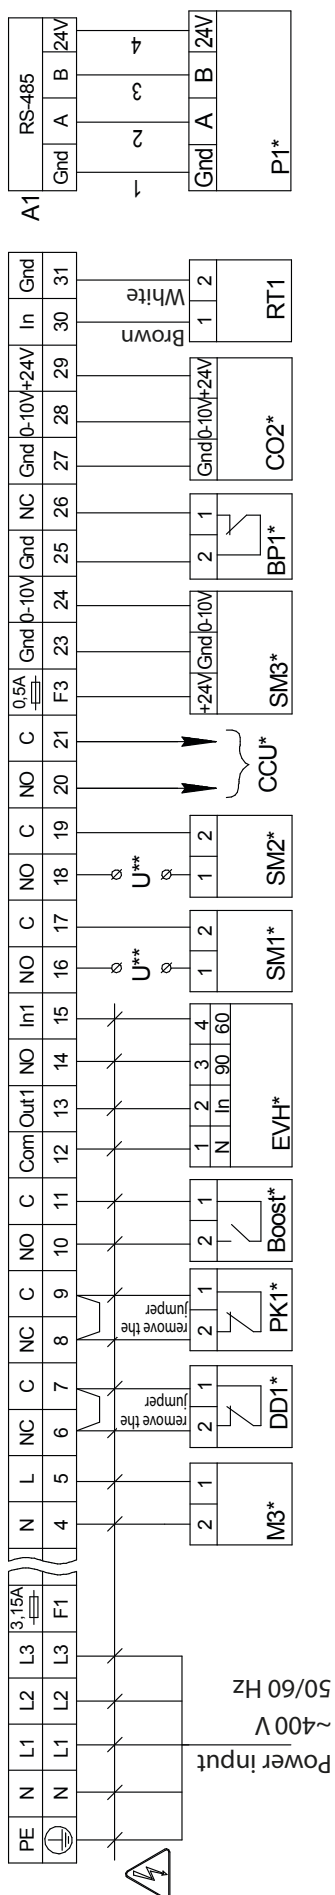 A1
RS-485
Gnd A B 24V
1 2 3 4
Gnd A B 24V
P1*
PE N L1 L2 L3 3,15A N L NC C NC C NO C Com Out1 NO In1 NO C NO C NO C 0,5A Gnd 0-10V Gnd NC Gnd 0-10V +24V In Gnd
N L1 L2 L3 F1 4 5 6 7 8 9 10 11 12 13 14 15 16 17 18 19 20 21 F3 23 24 25 26 27 28 29 30 31
Power input
~400 V
50/60 Hz
2 1
M3*
remove the
jumper
2 1
DD1*
remove the
jumper
2 1
PK1*
2 1
Boost*
1 2 3 4
N In 90 60
EVH*
U**
1 2
SM1*
U**
1 2
SM2*
CCU*
+24V Gnd 0-10V
SM3*
2 1
BP1*
Gnd 0-10V +24V
CO2*
Brown
White
1 2
RT1